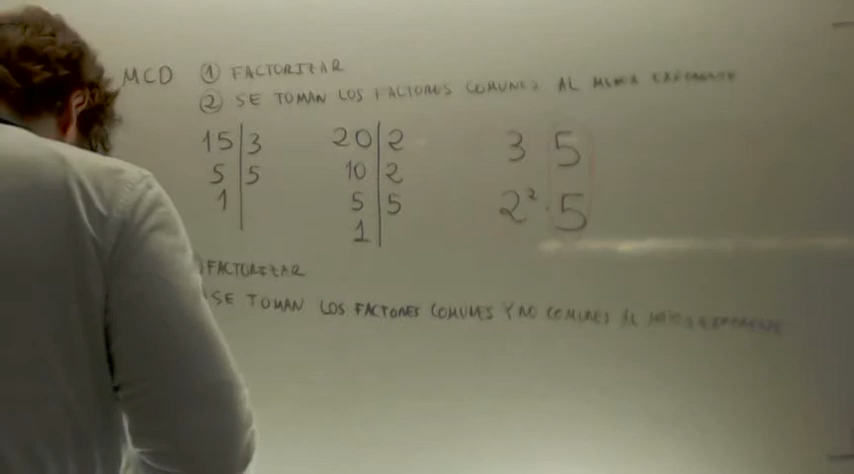 MCD ① FACTORIZAR
② SE TOMAN LOS FACTORES COMUNES AL MENOR EXPONENTE
15|3 20|2 3 5
5|5 10|2
1| 5|5 2²·5
1|
)FACTORIZAR
SE TOMAN LOS FACTORES COMUNES Y NO COMUNES AL MAYOR EXPONENTE